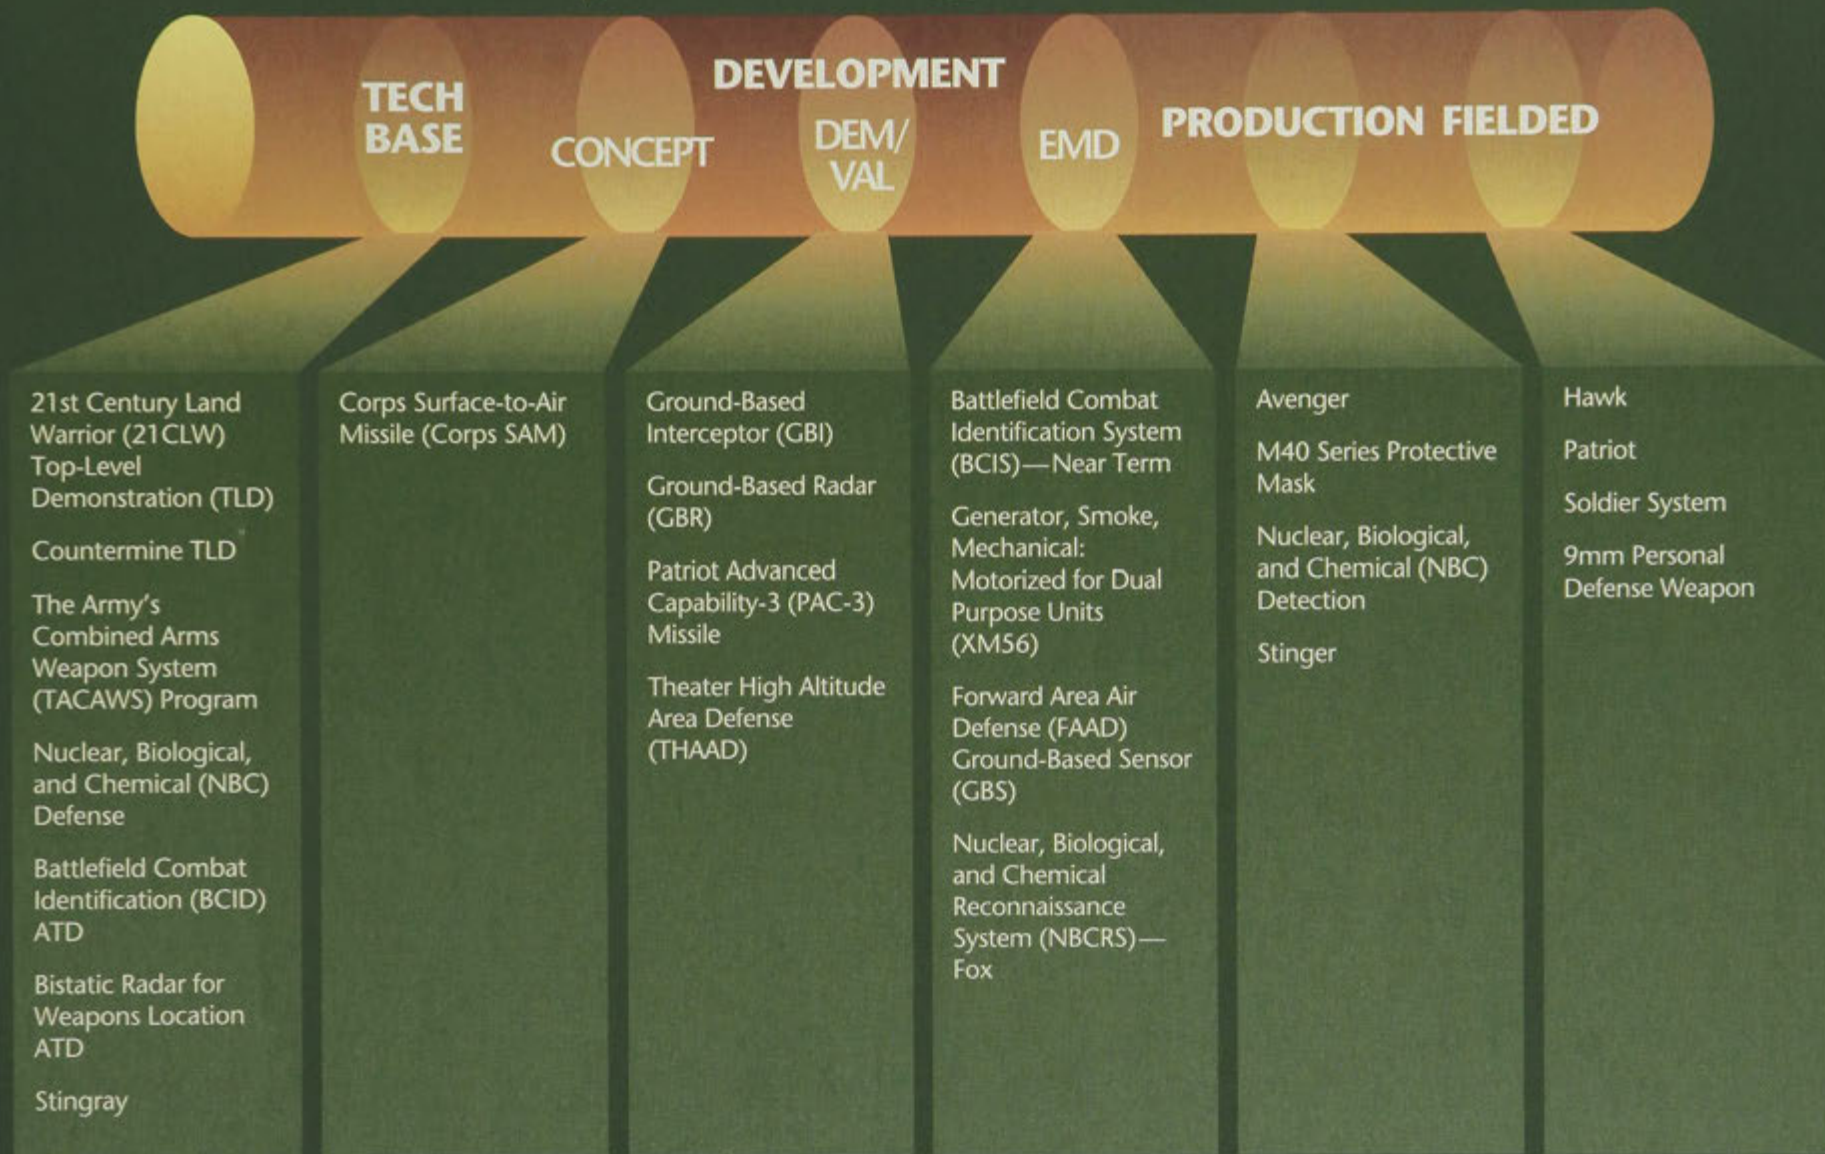 TECH
BASE
DEVELOPMENT
CONCEPT
DEM/
VAL
EMD
PRODUCTION FIELDED
21st Century Land
Warrior (21CLW)
Top-Level
Demonstration (TLD)
Countermine TLD
The Army's
Combined Arms
Weapon System
(TACAWS) Program
Nuclear, Biological,
and Chemical (NBC)
Defense
Battlefield Combat
Identification (BCID)
ATD
Bistatic Radar for
Weapons Location
ATD
Stingray
Corps Surface-to-Air
Missile (Corps SAM)
Ground-Based
Interceptor (GBI)
Ground-Based Radar
(GBR)
Patriot Advanced
Capability-3 (PAC-3)
Missile
Theater High Altitude
Area Defense
(THAAD)
Battlefield Combat
Identification System
(BCIS)—Near Term
Generator, Smoke,
Mechanical:
Motorized for Dual
Purpose Units
(XM56)
Forward Area Air
Defense (FAAD)
Ground-Based Sensor
(GBS)
Nuclear, Biological,
and Chemical
Reconnaissance
System (NBCRS)—
Fox
Avenger
M40 Series Protective
Mask
Nuclear, Biological,
and Chemical (NBC)
Detection
Stinger
Hawk
Patriot
Soldier System
9mm Personal
Defense Weapon